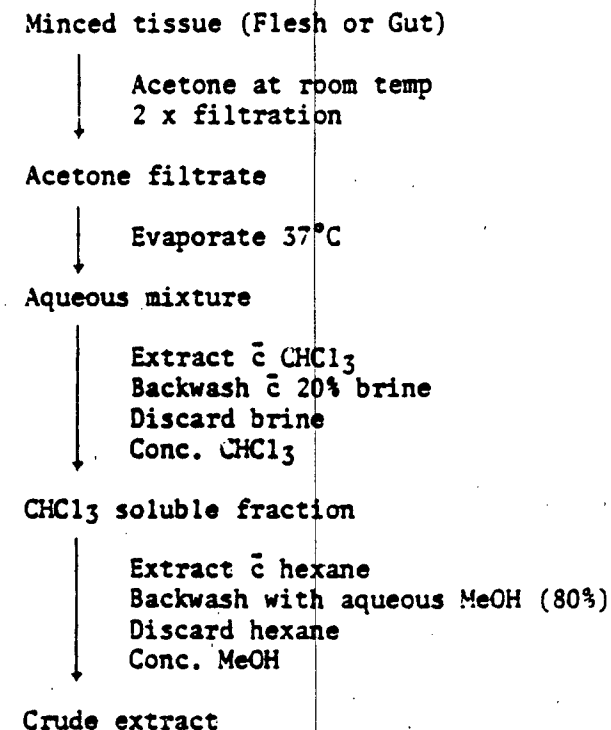 Minced tissue (Flesh or Gut)
Acetone at room temp
2 x filtration
Acetone filtrate
Evaporate 37°C
Aqueous mixture
Extract c̄ CHCl3
Backwash c̄ 20% brine
Discard brine
Conc. CHCl3
CHCl3 soluble fraction
Extract c̄ hexane
Backwash with aqueous MeOH (80%)
Discard hexane
Conc. MeOH
Crude extract